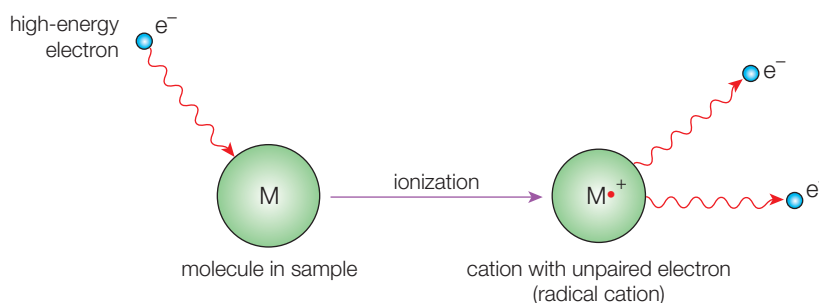 high-energy
electron
e⁻
M
molecule in sample
ionization
M•⁺
cation with unpaired electron
(radical cation)
e⁻
e